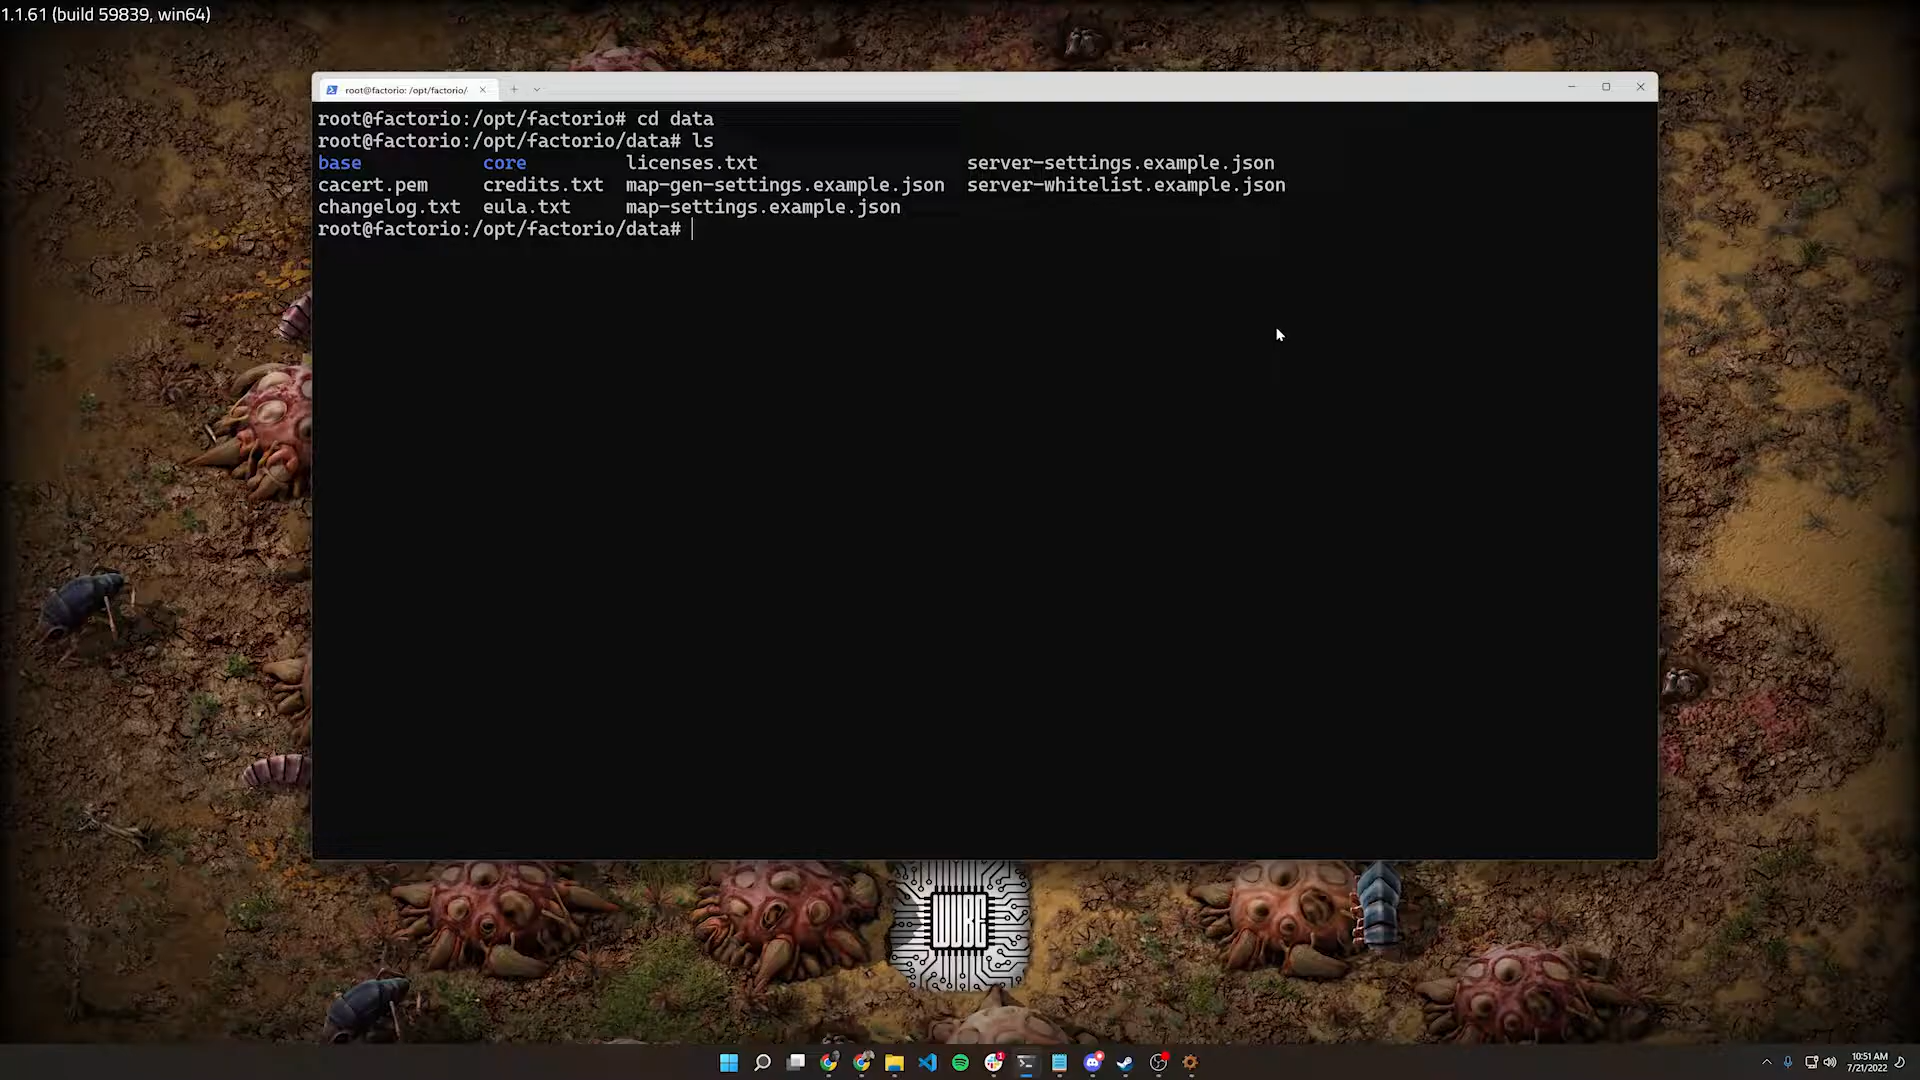 1.1.61 (build 59839, win64)
root@factorio: /opt/factorio/
root@factorio:/opt/factorio# cd data
root@factorio:/opt/factorio/data# ls
base core licenses.txt server-settings.example.json
cacert.pem credits.txt map-gen-settings.example.json server-whitelist.example.json
changelog.txt eula.txt map-settings.example.json
root@factorio:/opt/factorio/data#
WUBE
1
10:51 AM
7/21/2022